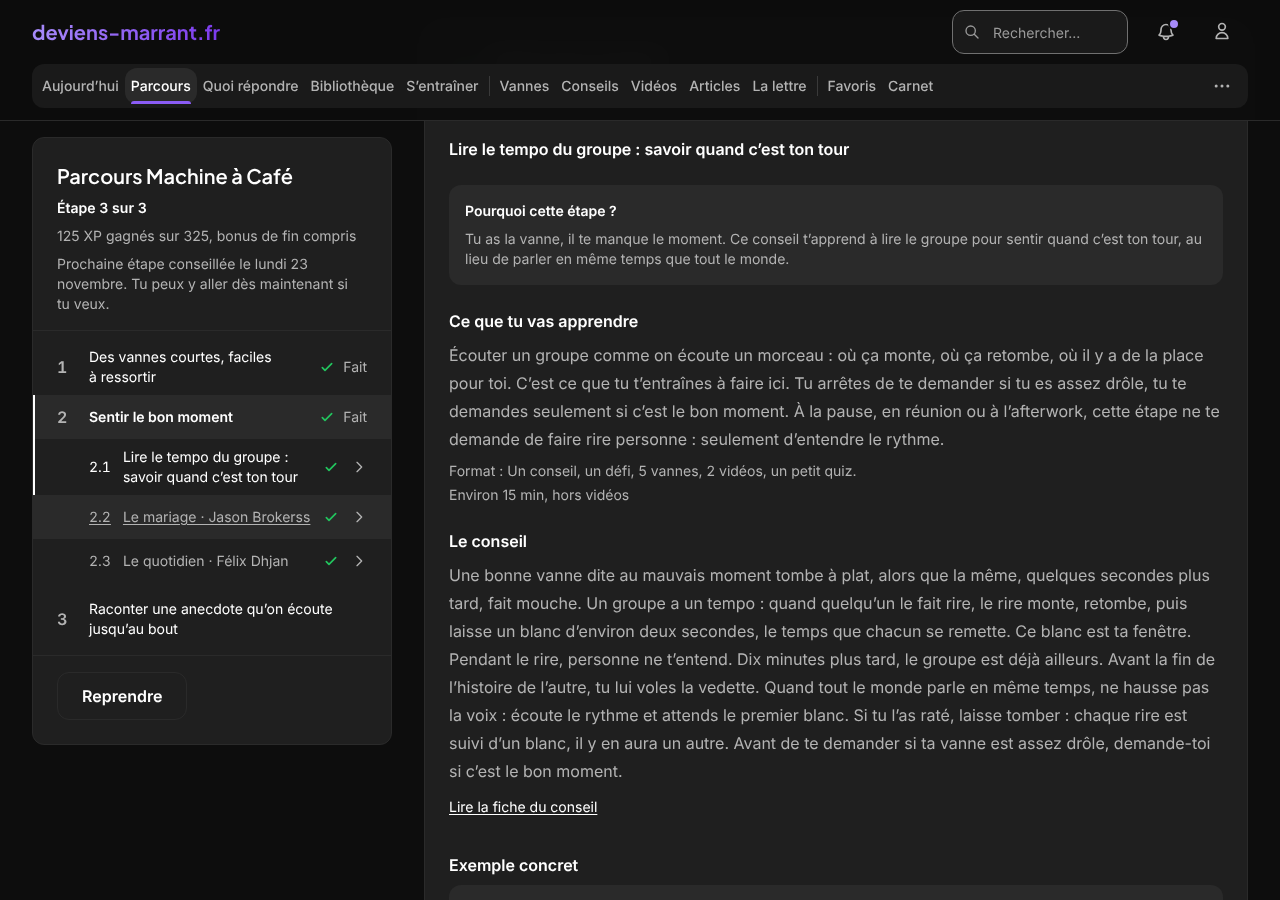 deviens-marrant.fr
Rechercher...
Aujourd’hui
Parcours
Quoi répondre
Bibliothèque
S’entraîner
Vannes
Conseils
Vidéos
Articles
La lettre
Favoris
Carnet
Parcours Machine à Café
Étape 3 sur 3
125 XP gagnés sur 325, bonus de fin compris
Prochaine étape conseillée le lundi 23
novembre. Tu peux y aller dès maintenant si
tu veux.
1
Des vannes courtes, faciles
à ressortir
Fait
2
Sentir le bon moment
Fait
2.1
Lire le tempo du groupe :
savoir quand c’est ton tour
2.2
Le mariage · Jason Brokerss
2.3
Le quotidien · Félix Dhjan
3
Raconter une anecdote qu’on écoute
jusqu’au bout
Reprendre
Lire le tempo du groupe : savoir quand c’est ton tour
Pourquoi cette étape ?
Tu as la vanne, il te manque le moment. Ce conseil t’apprend à lire le groupe pour sentir quand c’est ton tour, au
lieu de parler en même temps que tout le monde.
Ce que tu vas apprendre
Écouter un groupe comme on écoute un morceau : où ça monte, où ça retombe, où il y a de la place
pour toi. C’est ce que tu t’entraînes à faire ici. Tu arrêtes de te demander si tu es assez drôle, tu te
demandes seulement si c’est le bon moment. À la pause, en réunion ou à l’afterwork, cette étape ne te
demande de faire rire personne : seulement d’entendre le rythme.
Format : Un conseil, un défi, 5 vannes, 2 vidéos, un petit quiz.
Environ 15 min, hors vidéos
Le conseil
Une bonne vanne dite au mauvais moment tombe à plat, alors que la même, quelques secondes plus
tard, fait mouche. Un groupe a un tempo : quand quelqu’un le fait rire, le rire monte, retombe, puis
laisse un blanc d’environ deux secondes, le temps que chacun se remette. Ce blanc est ta fenêtre.
Pendant le rire, personne ne t’entend. Dix minutes plus tard, le groupe est déjà ailleurs. Avant la fin de
l’histoire de l’autre, tu lui voles la vedette. Quand tout le monde parle en même temps, ne hausse pas
la voix : écoute le rythme et attends le premier blanc. Si tu l’as raté, laisse tomber : chaque rire est
suivi d’un blanc, il y en aura un autre. Avant de te demander si ta vanne est assez drôle, demande-toi
si c’est le bon moment.
Lire la fiche du conseil
Exemple concret